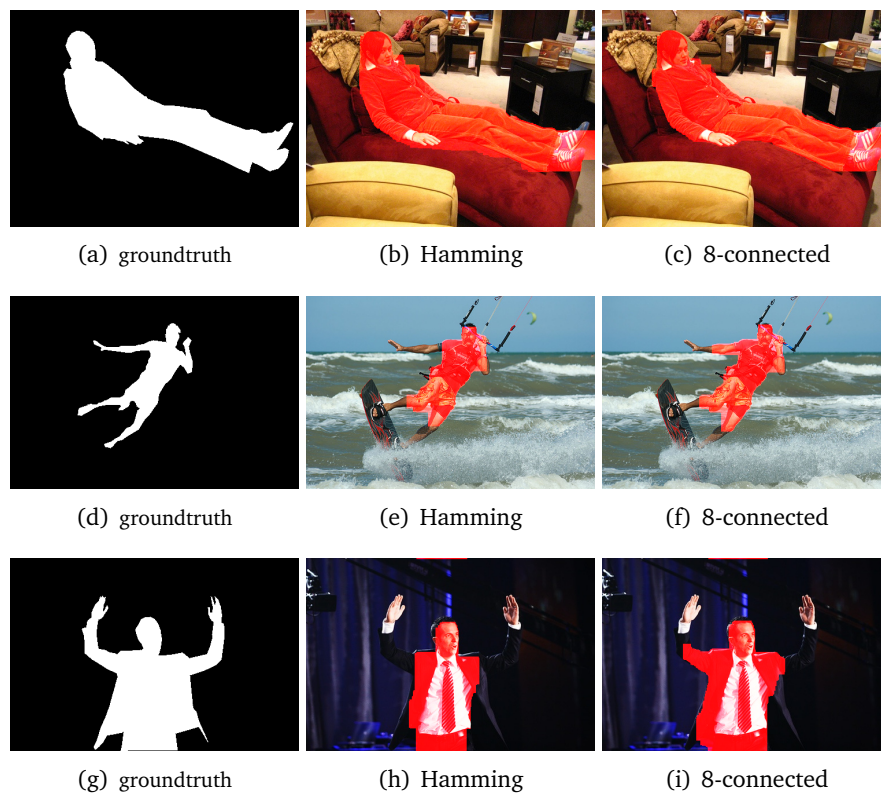 (a) groundtruth
(b) Hamming
(c) 8-connected
(d) groundtruth
(e) Hamming
(f) 8-connected
(g) groundtruth
(h) Hamming
(i) 8-connected